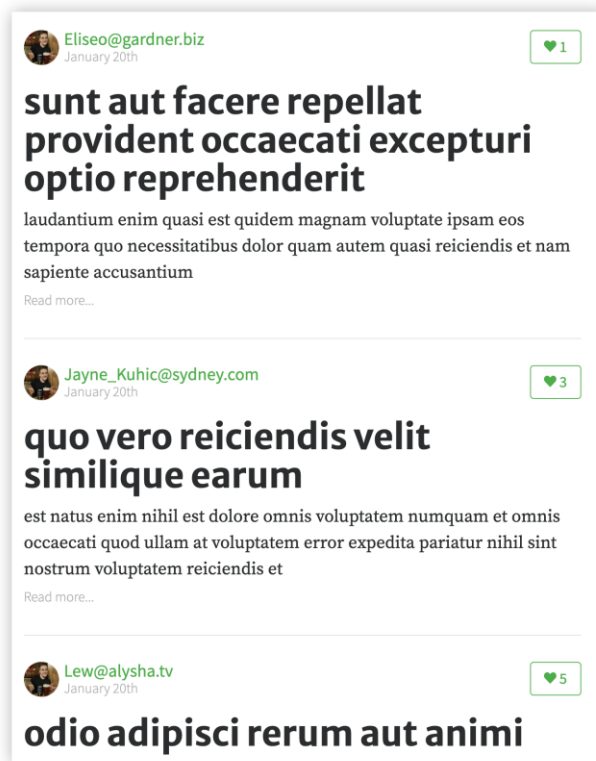 Eliseo@gardner.biz
January 20th
1
sunt aut facere repellat
provident occaecati excepturi
optio reprehenderit
laudantium enim quasi est quidem magnam voluptate ipsam eos
tempora quo necessitatibus dolor quam autem quasi reiciendis et nam
sapiente accusantium
Read more...
Jayne_Kuhic@sydney.com
January 20th
3
quo vero reiciendis velit
similique earum
est natus enim nihil est dolore omnis voluptatem numquam et omnis
occaecati quod ullam at voluptatem error expedita pariatur nihil sint
nostrum voluptatem reiciendis et
Read more...
Lew@alysha.tv
January 20th
5
odio adipisci rerum aut animi